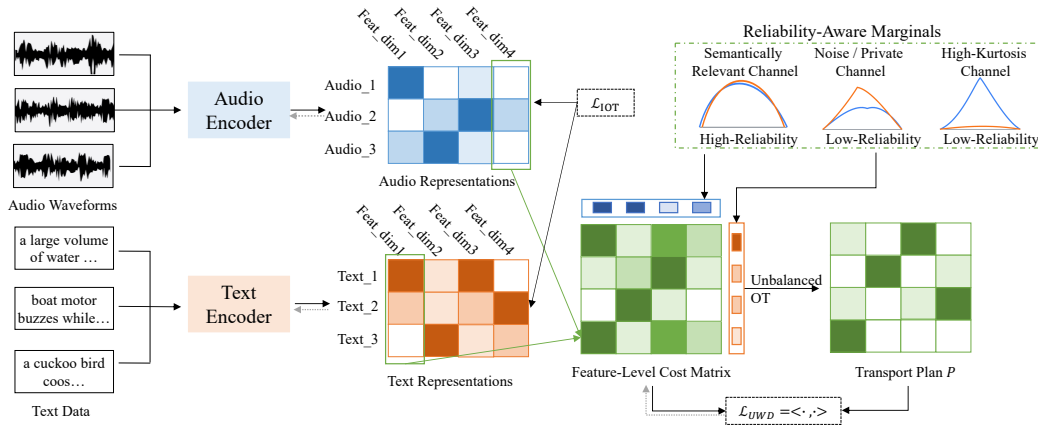 Feat_dim1
Feat_dim2
Feat_dim3
Feat_dim4
Audio Waveforms
Audio
Encoder
Audio_1
Audio_2
Audio_3
Audio Representations
ℒIOT
Reliability-Aware Marginals
Semantically
Relevant Channel
High-Reliability
Noise / Private
Channel
Low-Reliability
High-Kurtosis
Channel
Low-Reliability
a large volume
of water …
boat motor
buzzes while…
a cuckoo bird
coos…
Text Data
Text
Encoder
Feat_dim1
Feat_dim2
Feat_dim3
Feat_dim4
Text_1
Text_2
Text_3
Text Representations
Feature-Level Cost Matrix
Unbalanced
OT
Transport Plan P
ℒUWD =<· ,·>